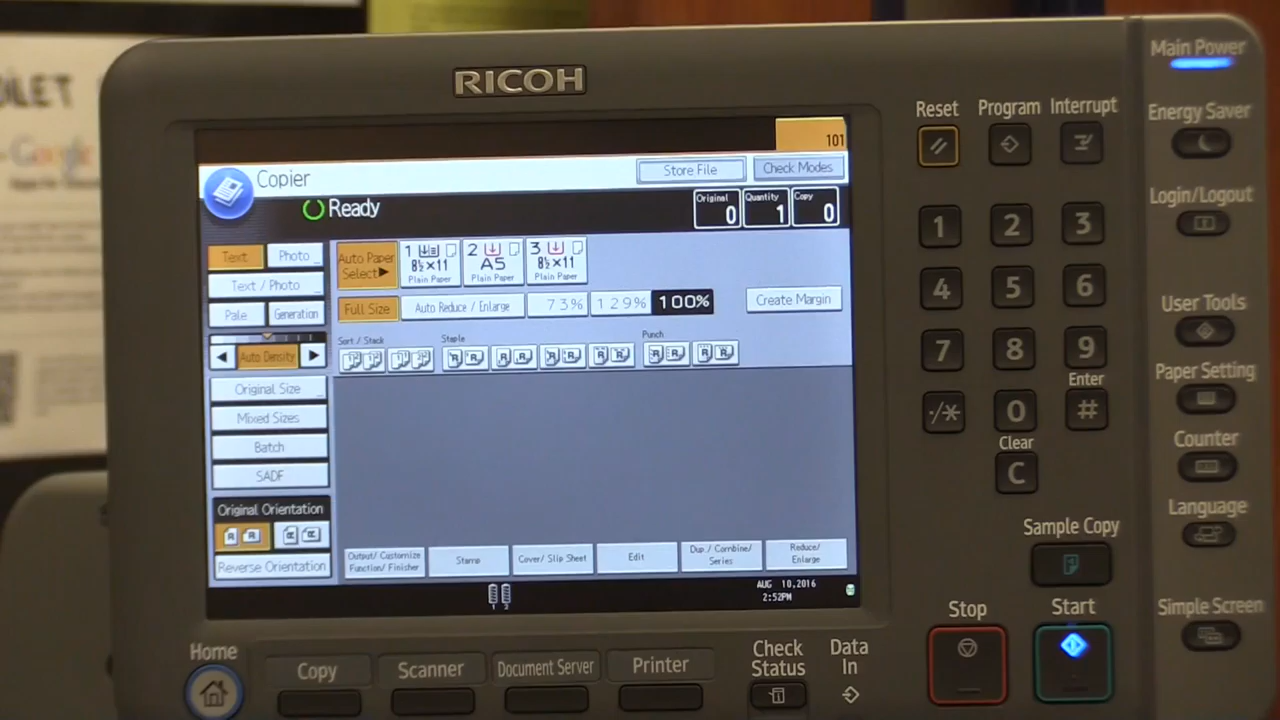 RICOH
Main Power
Reset Program Interrupt
Energy Saver
101
Google
Copier Store File Check Modes
Ready
Original 0 Quantity 1 Copy 0
Login/Logout
Text Photo
Auto Paper Select▶
1 8½×11 Plain Paper
2 A5 Plain Paper
3 8½×11 Plain Paper
Text / Photo
Full Size Auto Reduce / Enlarge 73% 129% 100% Create Margin
Pale Generation
Sort / Stack Staple Punch
◀ Auto Density ▶
Original Size
Mixed Sizes
Batch
SADF
Original Orientation
R R
Reverse Orientation
Output/ Customize Function/ Finisher
Stamp
Cover/ Slip Sheet
Edit
Dup./ Combine/ Series
Reduce/ Enlarge
AUG 10,2016
2:52PM
1 2 3
4 5 6
7 8 9
Enter
·/✳ 0 #
Clear
C
User Tools
Paper Setting
Counter
Language
Sample Copy
Simple Screen
Stop Start
Home
Copy Scanner Document Server Printer
Check Status
Data In